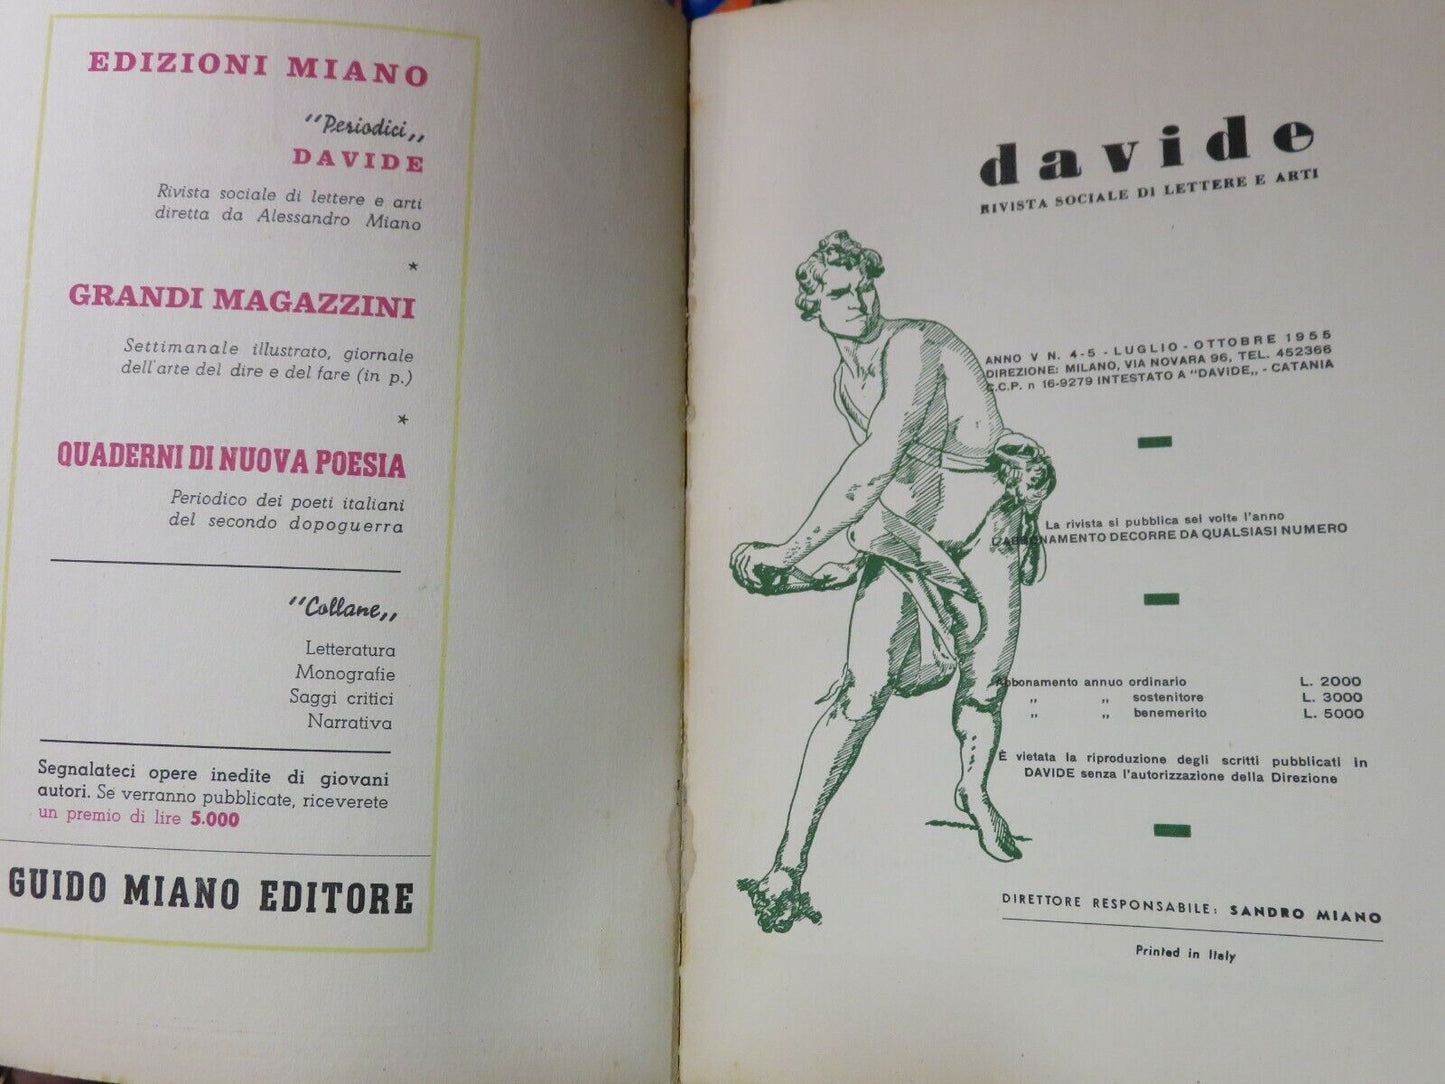 EDIZIONI MIANO
"Periodici„
DAVIDE
Rivista sociale di lettere e arti
diretta da Alessandro Miano
*
GRANDI MAGAZZINI
Settimanale illustrato, giornale
dell'arte del dire e del fare (in p.)
*
QUADERNI DI NUOVA POESIA
Periodico dei poeti italiani
del secondo dopoguerra
"Collane„
Letteratura
Monografie
Saggi critici
Narrativa
Segnalateci opere inedite di giovani
autori. Se verranno pubblicate, riceverete
un premio di lire 5.000
GUIDO MIANO EDITORE
davide
RIVISTA SOCIALE DI LETTERE E ARTI
ANNO V N. 4-5 - LUGLIO - OTTOBRE 1955
DIREZIONE: MILANO, VIA NOVARA 96, TEL. 452366
C.C.P. n 16-9279 INTESTATO A "DAVIDE„ - CATANIA
La rivista si pubblica sei volte l'anno
L'ABBONAMENTO DECORRE DA QUALSIASI NUMERO
Abbonamento annuo ordinario L. 2000
„ „ sostenitore L. 3000
„ „ benemerito L. 5000
È vietata la riproduzione degli scritti pubblicati in
DAVIDE senza l'autorizzazione della Direzione
DIRETTORE RESPONSABILE: SANDRO MIANO
Printed in Italy